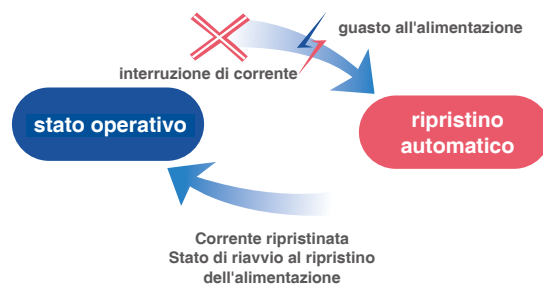 guasto all'alimentazione
interruzione di corrente
stato operativo
ripristino
automatico
Corrente ripristinata
Stato di riavvio al ripristino
dell'alimentazione